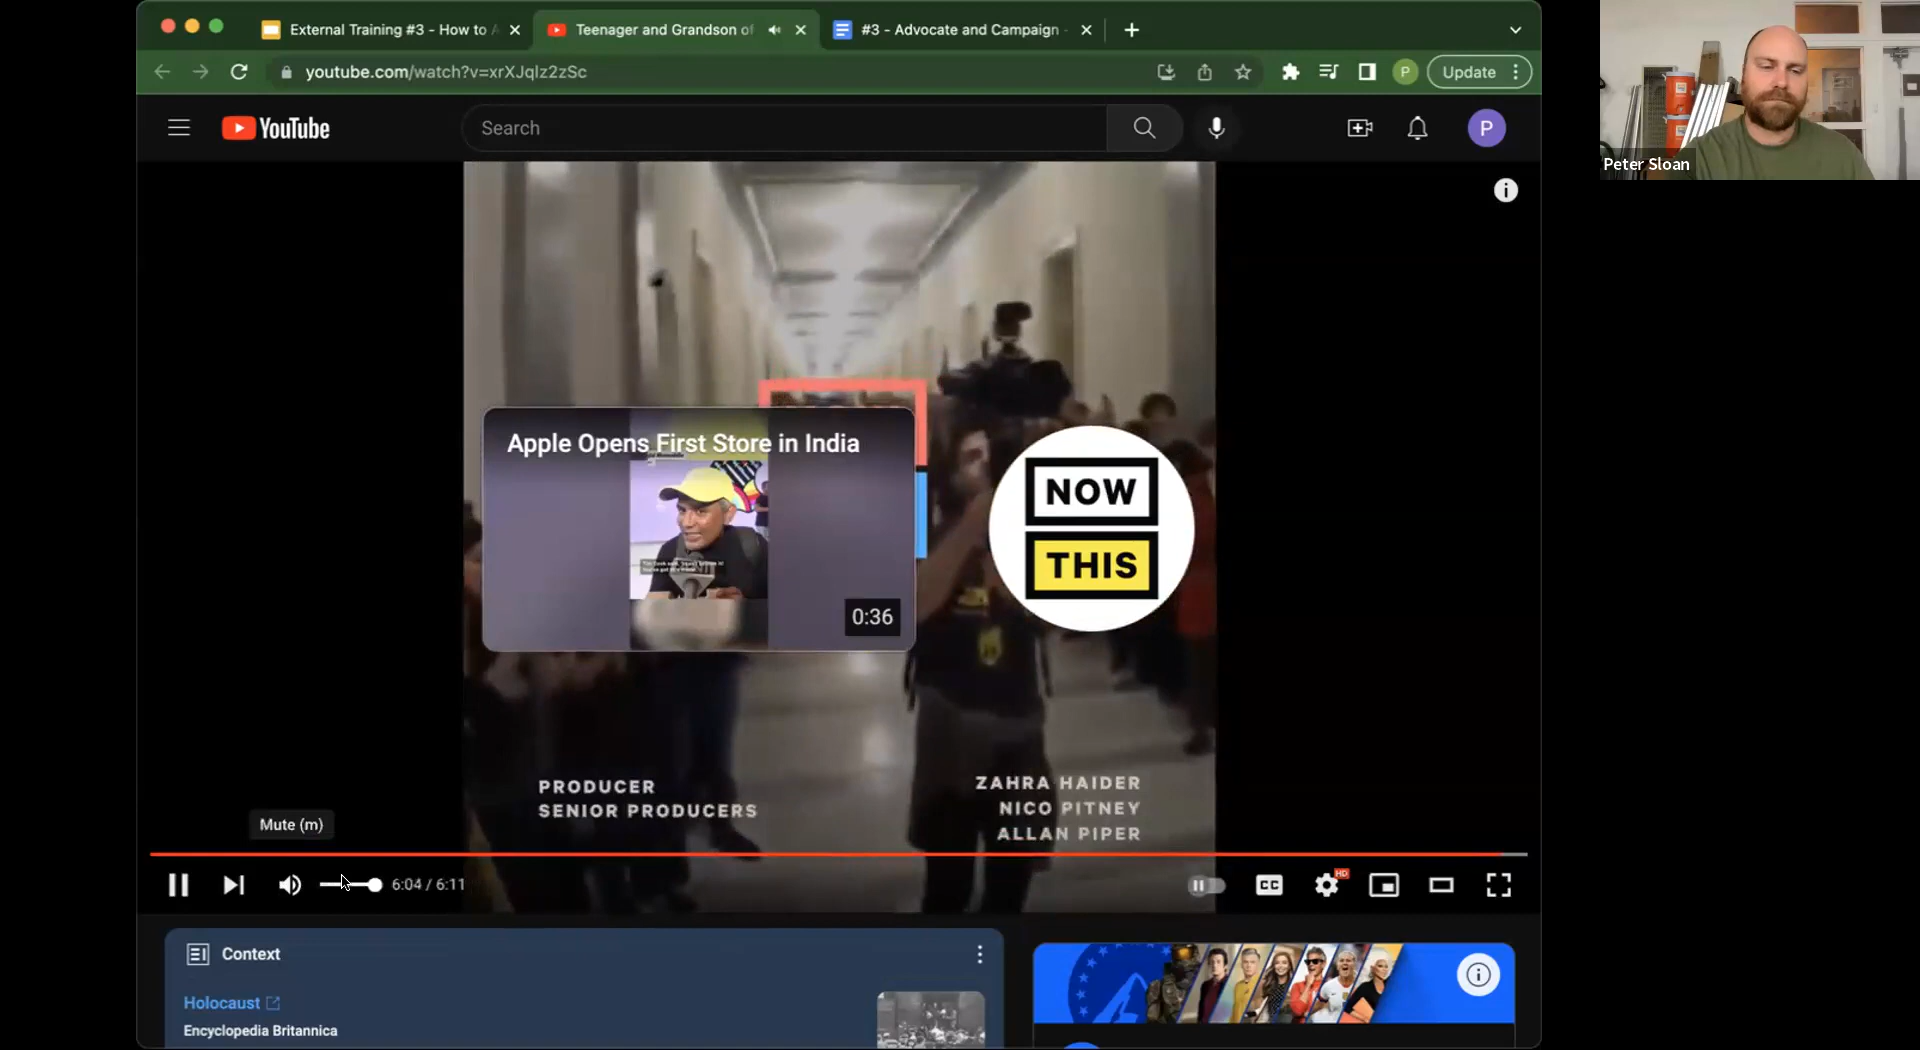 External Training #3 - How to A
Teenager and Grandson of
#3 - Advocate and Campaign -
youtube.com/watch?v=xrXJqlz2zSc
P
Update
YouTube
Search
P
Peter Sloan
Apple Opens First Store in India
0:36
NOW
THIS
PRODUCER
SENIOR PRODUCERS
ZAHRA HAIDER
NICO PITNEY
ALLAN PIPER
Mute (m)
6:04 / 6:11
CC
HD
Context
Holocaust
Encyclopedia Britannica